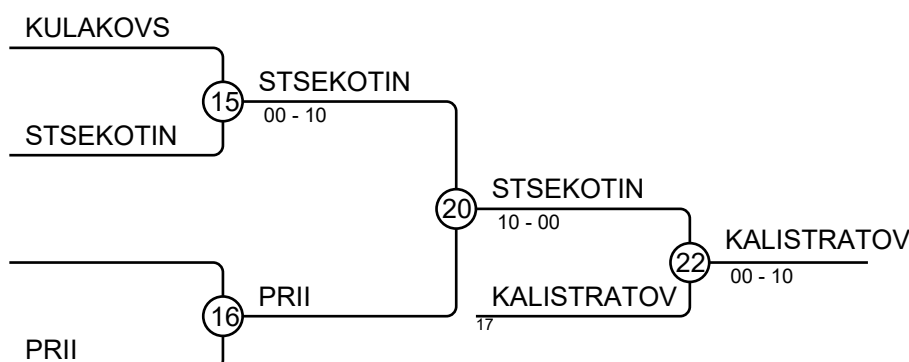 KULAKOVS
15
STSEKOTIN
00 - 10
STSEKOTIN
20
STSEKOTIN
10 - 00
22
KALISTRATOV
00 - 10
16
PRII
KALISTRATOV
17
PRII